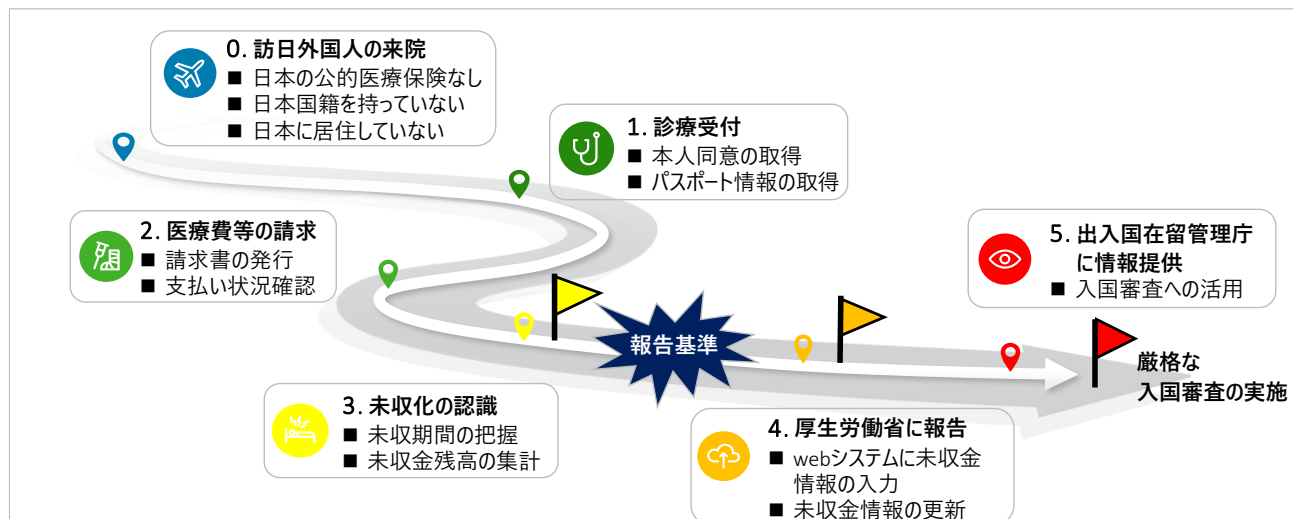 0. 訪日外国人の来院
■ 日本の公的医療保険なし
■ 日本国籍を持っていない
■ 日本に居住していない
1. 診療受付
■ 本人同意の取得
■ パスポート情報の取得
2. 医療費等の請求
■ 請求書の発行
■ 支払い状況確認
3. 未収化の認識
■ 未収期間の把握
■ 未収金残高の集計
報告基準
4. 厚生労働省に報告
■ webシステムに未収金
情報の入力
■ 未収金情報の更新
5. 出入国在留管理庁
に情報提供
■ 入国審査への活用
厳格な
入国審査の実施